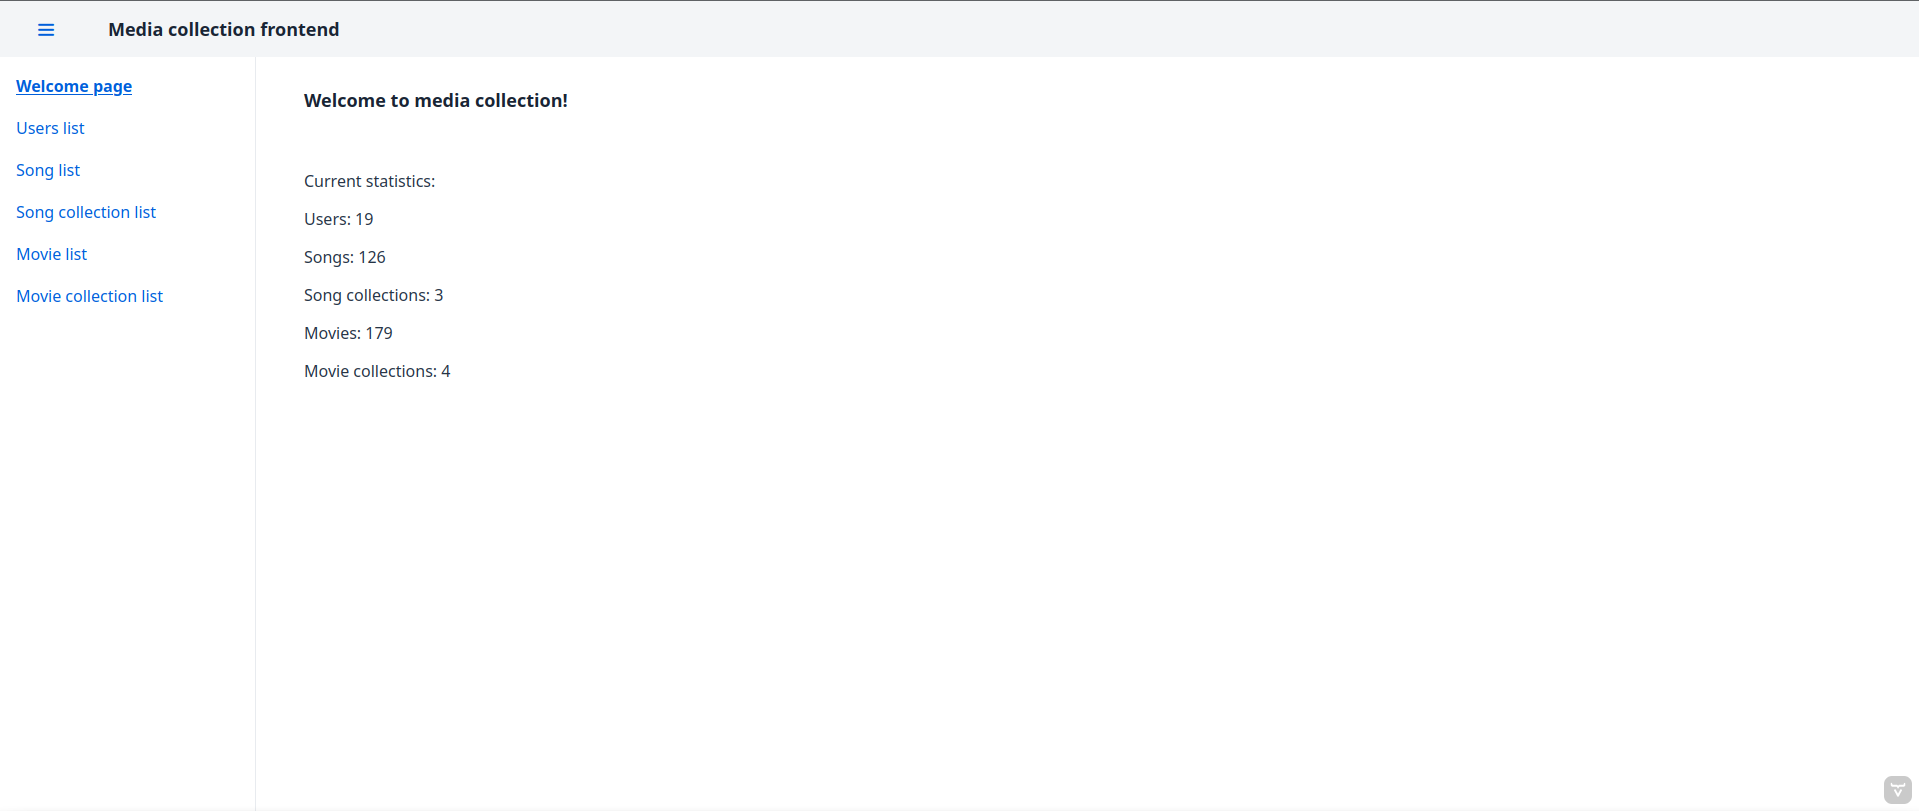 Media collection frontend
Welcome page
Users list
Song list
Song collection list
Movie list
Movie collection list
Welcome to media collection!
Current statistics:
Users: 19
Songs: 126
Song collections: 3
Movies: 179
Movie collections: 4